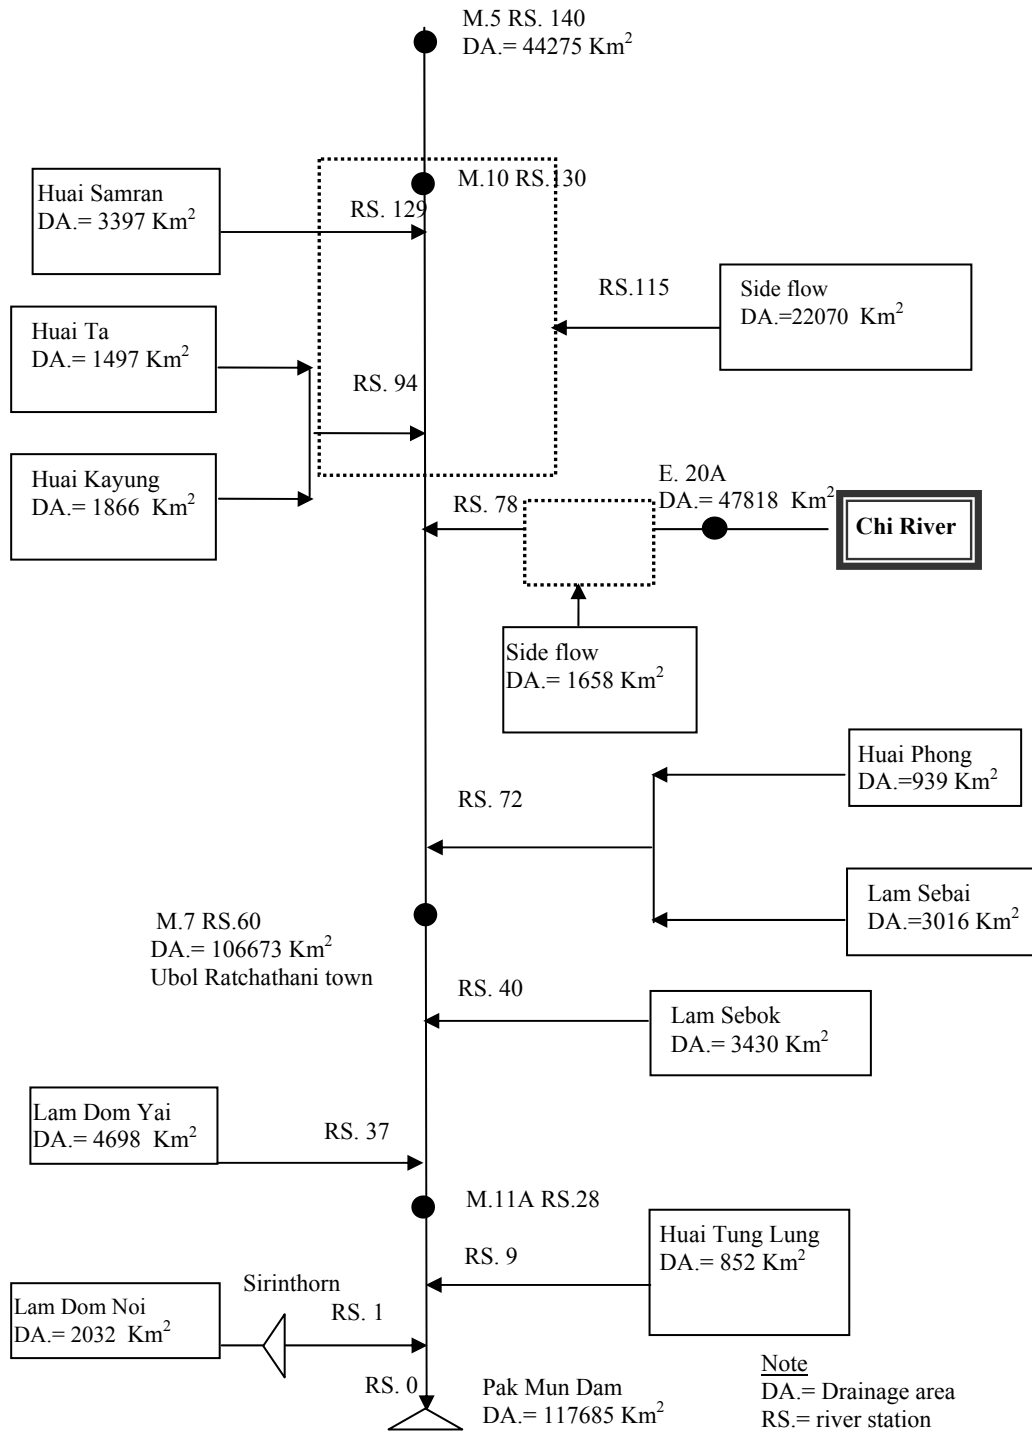 M.5 RS. 140
DA.= 44275 Km²
M.10 RS.130
Huai Samran
DA.= 3397 Km²
RS. 129
RS.115
Side flow
DA.=22070 Km²
Huai Ta
DA.= 1497 Km²
RS. 94
Huai Kayung
DA.= 1866 Km²
RS. 78
E. 20A
DA.= 47818 Km²
Chi River
Side flow
DA.= 1658 Km²
Huai Phong
DA.=939 Km²
RS. 72
Lam Sebai
DA.=3016 Km²
M.7 RS.60
DA.= 106673 Km²
Ubol Ratchathani town
RS. 40
Lam Sebok
DA.= 3430 Km²
Lam Dom Yai
DA.= 4698 Km²
RS. 37
M.11A RS.28
Huai Tung Lung
DA.= 852 Km²
RS. 9
Sirinthorn
Lam Dom Noi
DA.= 2032 Km²
RS. 1
RS. 0
Pak Mun Dam
DA.= 117685 Km²
Note
DA.= Drainage area
RS.= river station